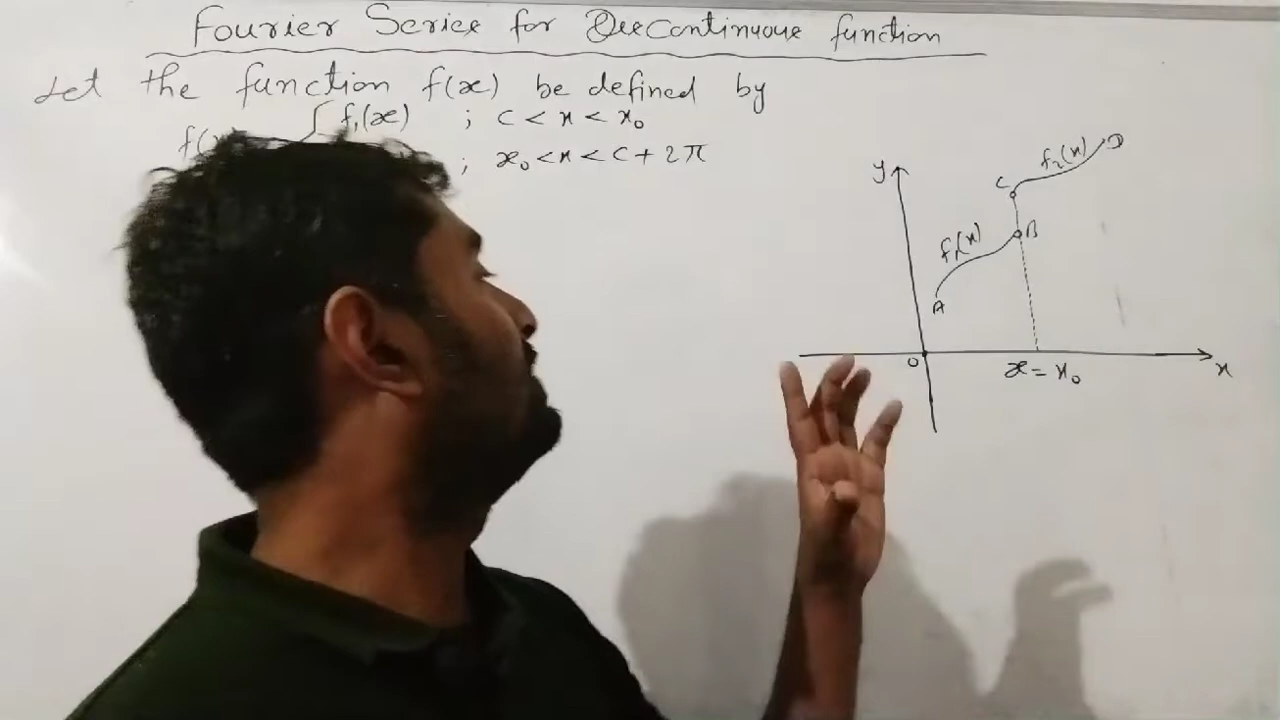 Fourier Series for Discontinuous function
Let the function f(x) be defined by
f₁(x) ; c < x < x₀
; x₀ < x < c + 2π
y
C
f₂(x)
D
f₁(x)
B
A
O
x = x₀
x